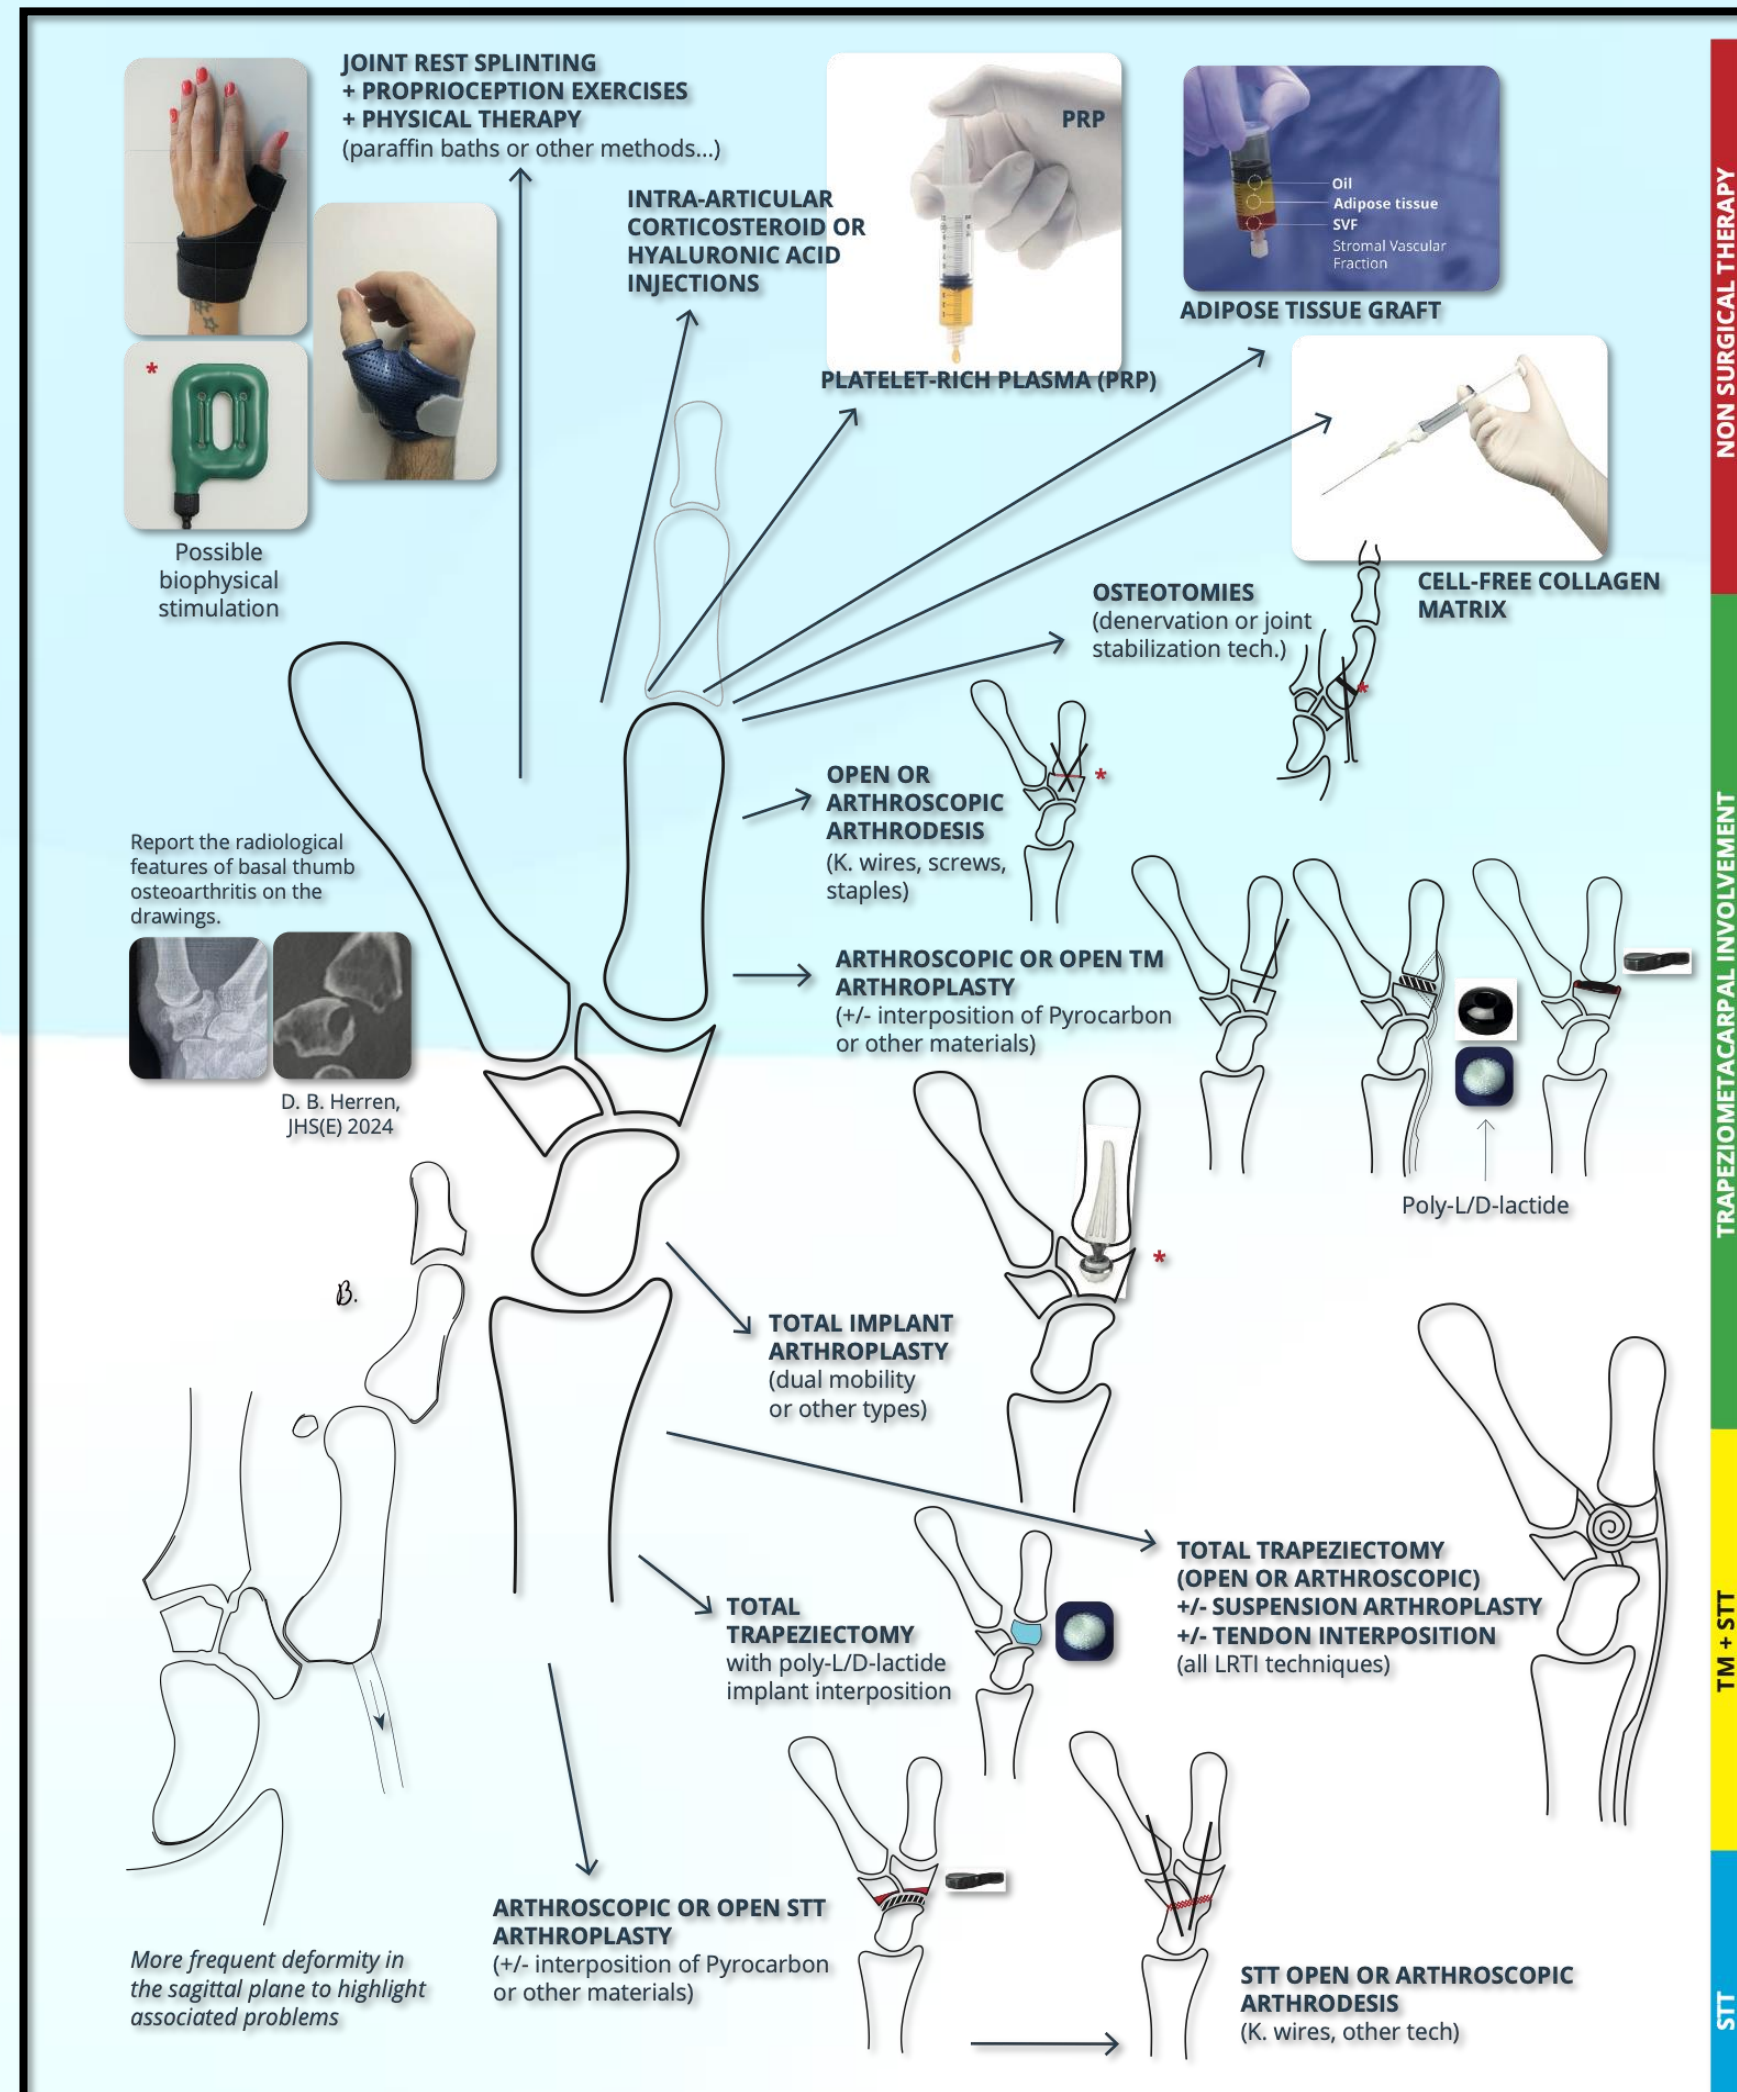 JOINT REST SPLINTING
+ PROPRIOCEPTION EXERCISES
+ PHYSICAL THERAPY
(paraffin baths or other methods...)
INTRA-ARTICULAR
CORTICOSTEROID OR
HYALURONIC ACID
INJECTIONS
PRP
PLATELET-RICH PLASMA (PRP)
Oil
Adipose tissue
SVF
Stromal Vascular
Fraction
ADIPOSE TISSUE GRAFT
*
Possible
biophysical
stimulation
CELL-FREE COLLAGEN
MATRIX
OSTEOTOMIES
(denervation or joint
stabilization tech.)
*
OPEN OR
ARTHROSCOPIC
ARTHRODESIS
(K. wires, screws,
staples)
*
Report the radiological
features of basal thumb
osteoarthritis on the
drawings.
D. B. Herren,
JHS(E) 2024
ARTHROSCOPIC OR OPEN TM
ARTHROPLASTY
(+/- interposition of Pyrocarbon
or other materials)
Poly-L/D-lactide
*
B.
TOTAL IMPLANT
ARTHROPLASTY
(dual mobility
or other types)
TOTAL TRAPEZIECTOMY
(OPEN OR ARTHROSCOPIC)
+/- SUSPENSION ARTHROPLASTY
+/- TENDON INTERPOSITION
(all LRTI techniques)
TOTAL
TRAPEZIECTOMY
with poly-L/D-lactide
implant interposition
ARTHROSCOPIC OR OPEN STT
ARTHROPLASTY
(+/- interposition of Pyrocarbon
or other materials)
STT OPEN OR ARTHROSCOPIC
ARTHRODESIS
(K. wires, other tech)
More frequent deformity in
the sagittal plane to highlight
associated problems
NON SURGICAL THERAPY
TRAPEZIOMETACARPAL INVOLVEMENT
TM + STT
STT